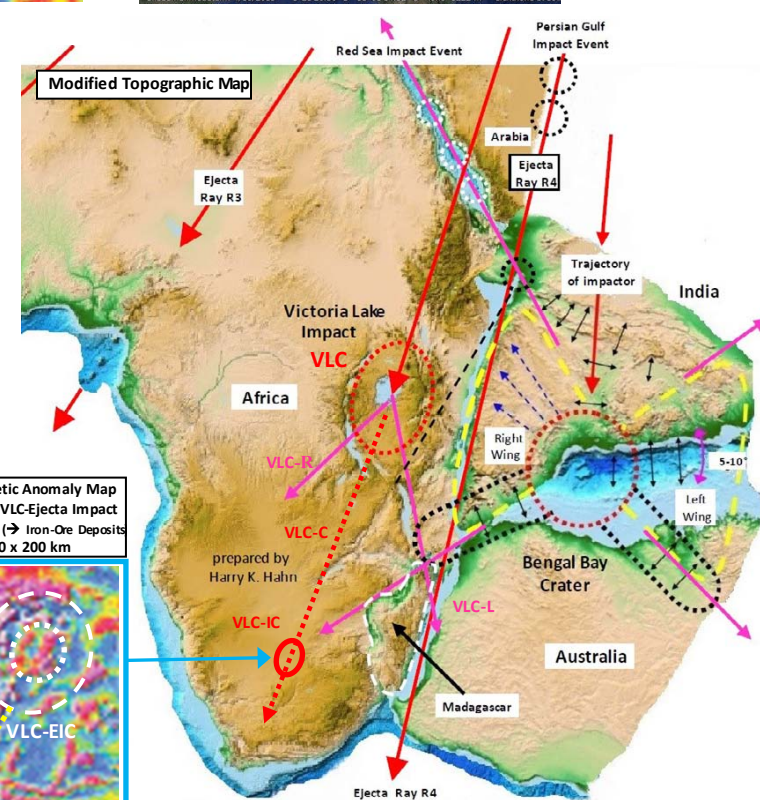 Persian Gulf
Impact Event
Red Sea Impact Event
Modified Topographic Map
Arabia
Ejecta
Ray R4
Ejecta
Ray R3
Trajectory
of impactor
India
Victoria Lake
Impact
VLC
Africa
Right
Wing
5-10°
VLC-R
Left
Wing
etic Anomaly Map
VLC-Ejecta Impact
(→ Iron-Ore Deposits
0 x 200 km
VLC-C
prepared by
Harry K. Hahn
Bengal Bay
Crater
VLC-IC
VLC-L
Australia
Madagascar
VLC-EIC
Ejecta Ray R4